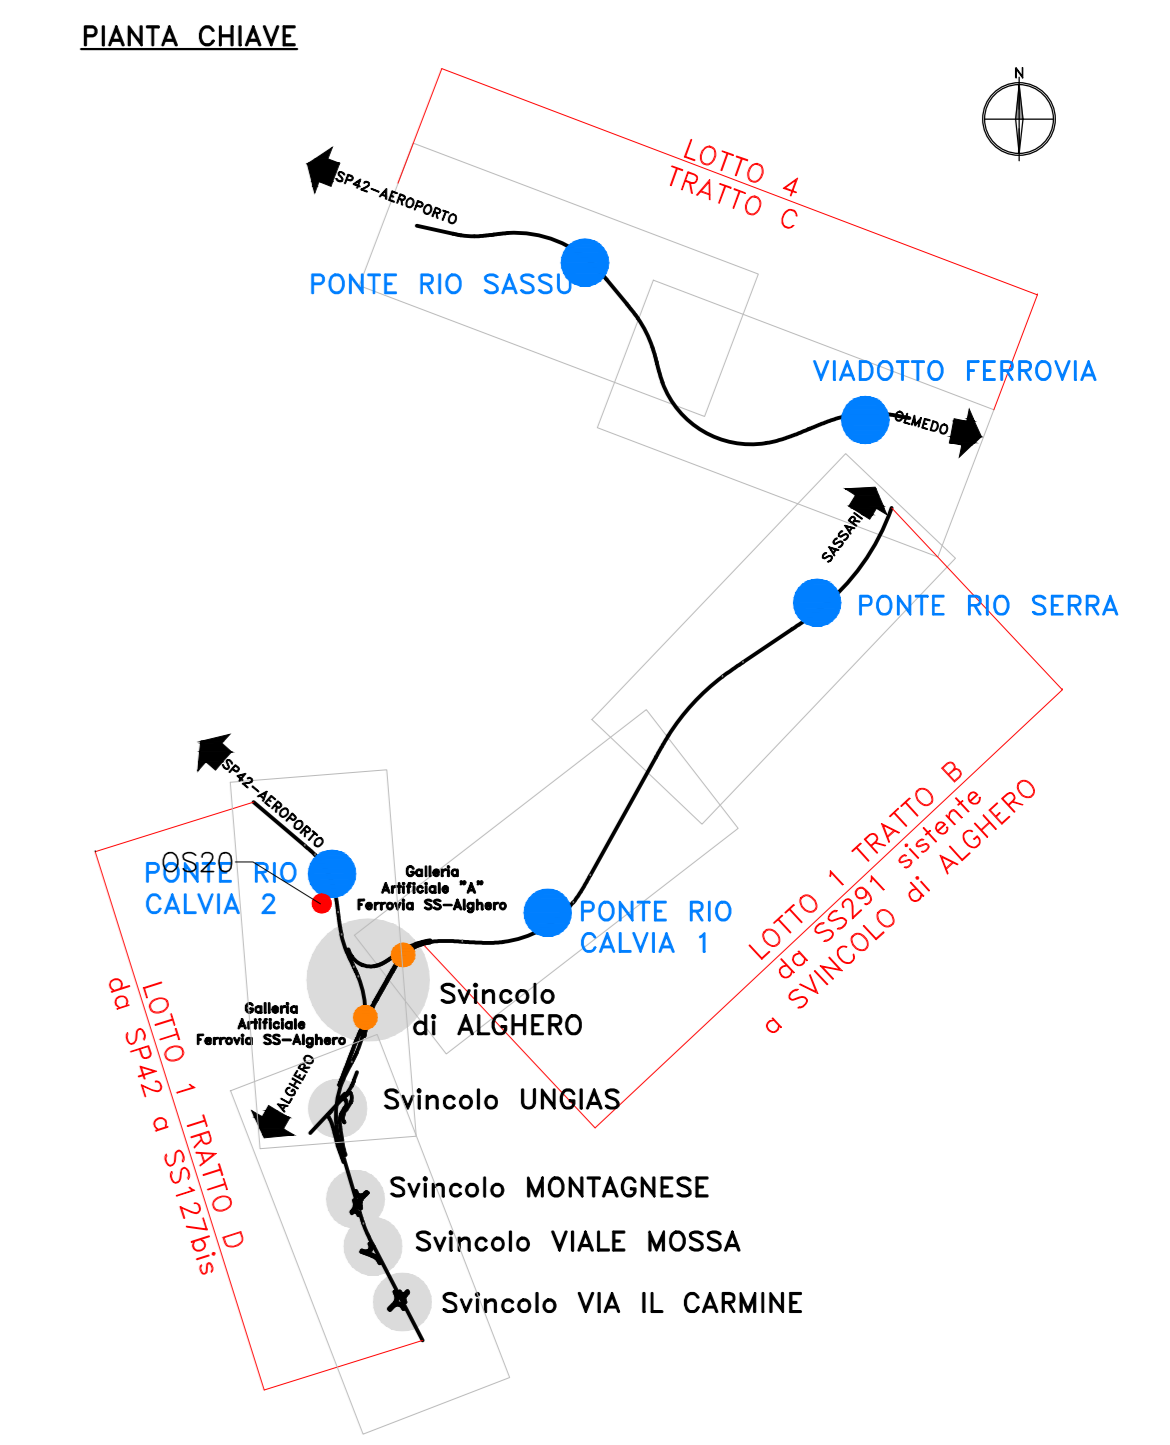 PIANTA CHIAVE
N
LOTTO 4
TRATTO C
SP42-AEROPORTO
PONTE RIO SASSU
VIADOTTO FERROVIA
OLMEDO
SASSARI
PONTE RIO SERRA
SP42-AEROPORTO
OS20
PONTE RIO
CALVIA 2
Galleria
Artificiale "A"
Ferrovia SS-Alghero
PONTE RIO
CALVIA 1
LOTTO 1 TRATTO B
da SS291 sistente
a SVINCOLO di ALGHERO
Svincolo
di ALGHERO
Galleria
Artificiale
Ferrovia SS-Alghero
LOTTO 1 TRATTO D
da SP42 a SS127bis
ALGHERO
Svincolo UNGIAS
Svincolo MONTAGNESE
Svincolo VIALE MOSSA
Svincolo VIA IL CARMINE